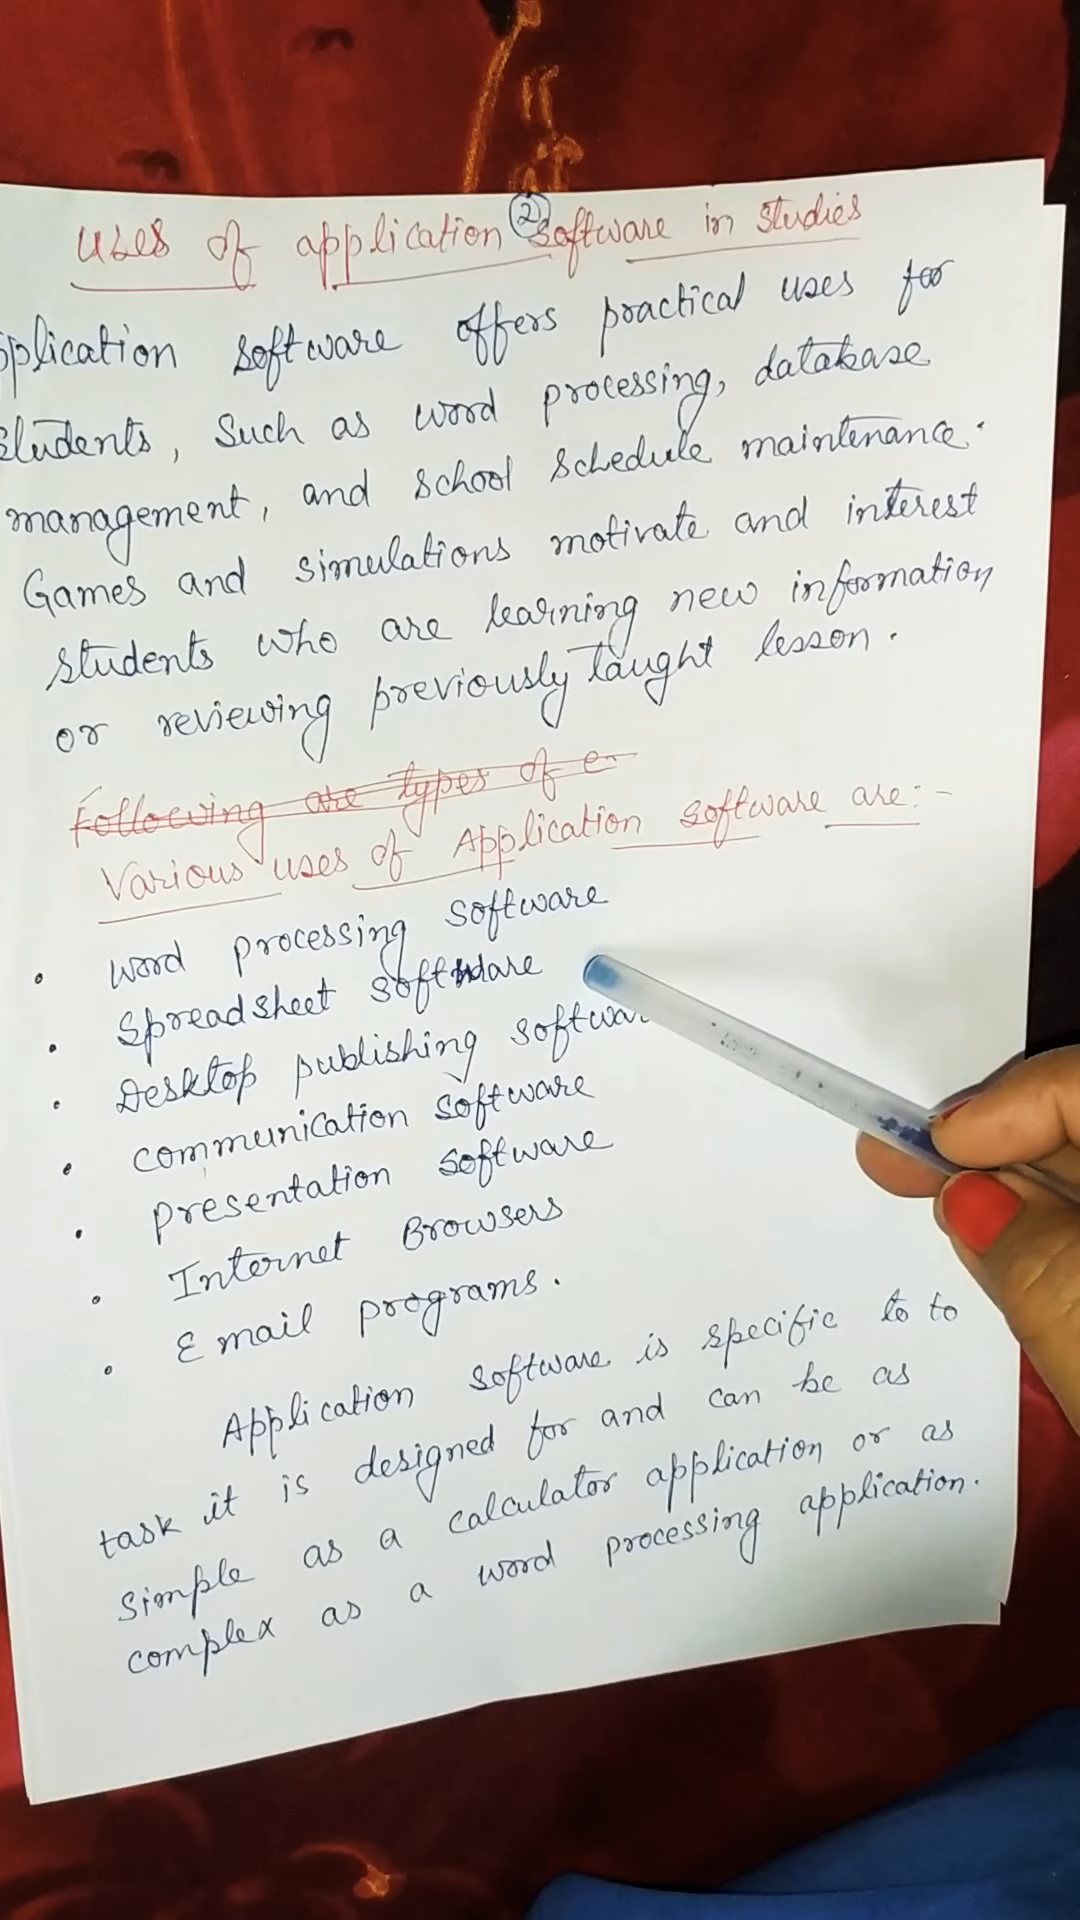 2
Uses of application software in studies
pplication software offers practical uses for
students, Such as word processing, database
management, and school schedule maintenance.
Games and simulations motivate and interest
students who are learning new information
or reviewing previously taught lesson.
Following are types of e
Various uses of Application software are:-
• word processing software
• Spreadsheet software
• Desktop publishing softwar
• communication software
• presentation software
• Internet Browsers
• Email programs.
Application software is specific to to
task it is designed for and can be as
simple as a calculator application or as
complex as a word processing application.